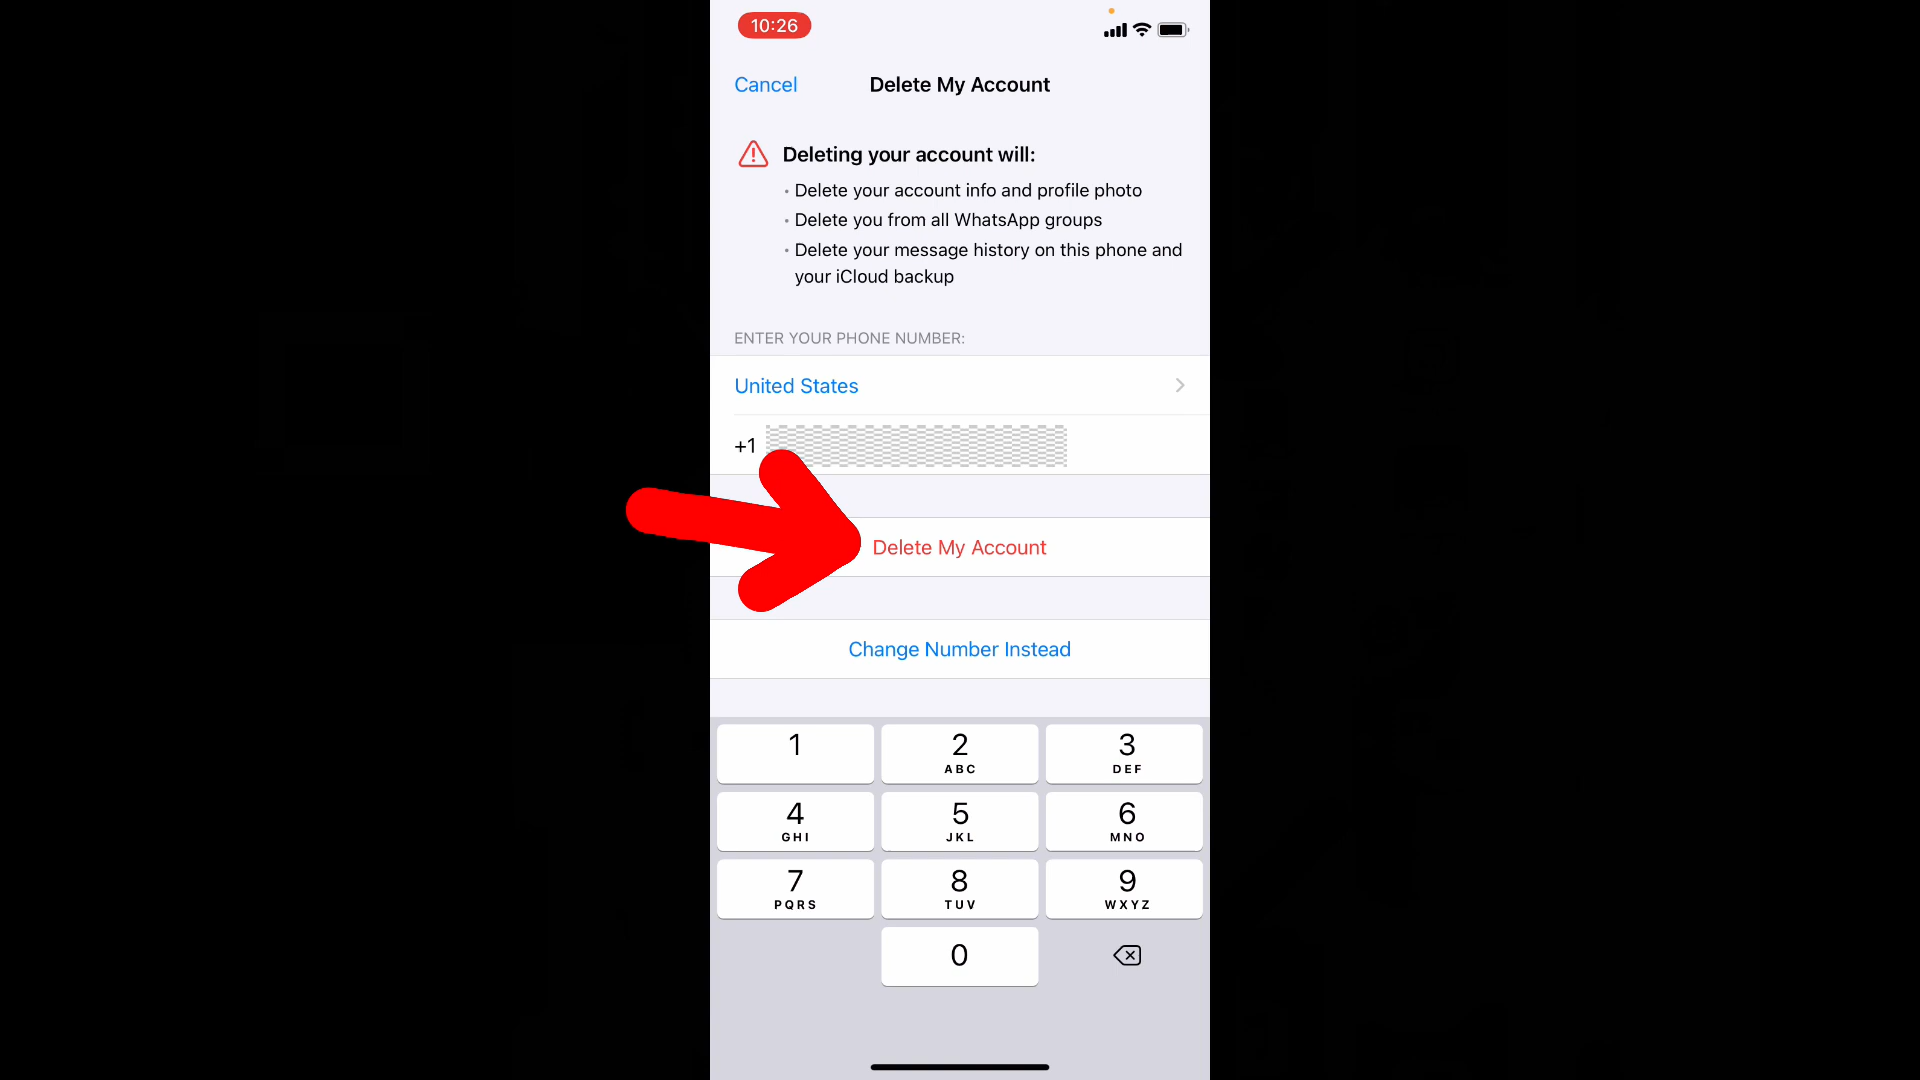 10:26
Cancel
Delete My Account
Deleting your account will:
• Delete your account info and profile photo
• Delete you from all WhatsApp groups
• Delete your message history on this phone and
your iCloud backup
ENTER YOUR PHONE NUMBER:
United States
+1
Delete My Account
Change Number Instead
1
2
ABC
3
DEF
4
GHI
5
JKL
6
MNO
7
PQRS
8
TUV
9
WXYZ
0